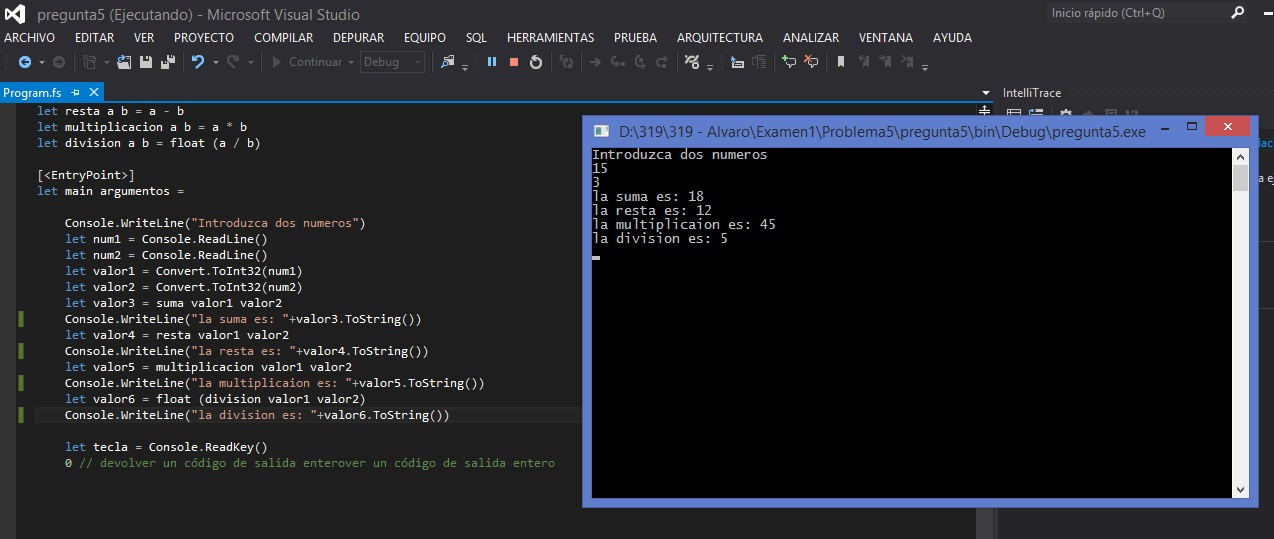 pregunta5 (Ejecutando) - Microsoft Visual Studio
Inicio rápido (Ctrl+Q)
ARCHIVO EDITAR VER PROYECTO COMPILAR DEPURAR EQUIPO SQL HERRAMIENTAS PRUEBA ARQUITECTURA ANALIZAR VENTANA AYUDA
Continuar Debug
Program.fs
IntelliTrace
let resta a b = a - b
let multiplicacion a b = a * b
let division a b = float (a / b)
[<EntryPoint>]
let main argumentos =
Console.WriteLine("Introduzca dos numeros")
let num1 = Console.ReadLine()
let num2 = Console.ReadLine()
let valor1 = Convert.ToInt32(num1)
let valor2 = Convert.ToInt32(num2)
let valor3 = suma valor1 valor2
Console.WriteLine("la suma es: "+valor3.ToString())
let valor4 = resta valor1 valor2
Console.WriteLine("la resta es: "+valor4.ToString())
let valor5 = multiplicacion valor1 valor2
Console.WriteLine("la multiplicaion es: "+valor5.ToString())
let valor6 = float (division valor1 valor2)
Console.WriteLine("la division es: "+valor6.ToString())
let tecla = Console.ReadKey()
0 // devolver un código de salida enterover un código de salida entero
D:\319\319 - Alvaro\Examen1\Problema5\pregunta5\bin\Debug\pregunta5.exe
Introduzca dos numeros
15
3
la suma es: 18
la resta es: 12
la multiplicaion es: 45
la division es: 5